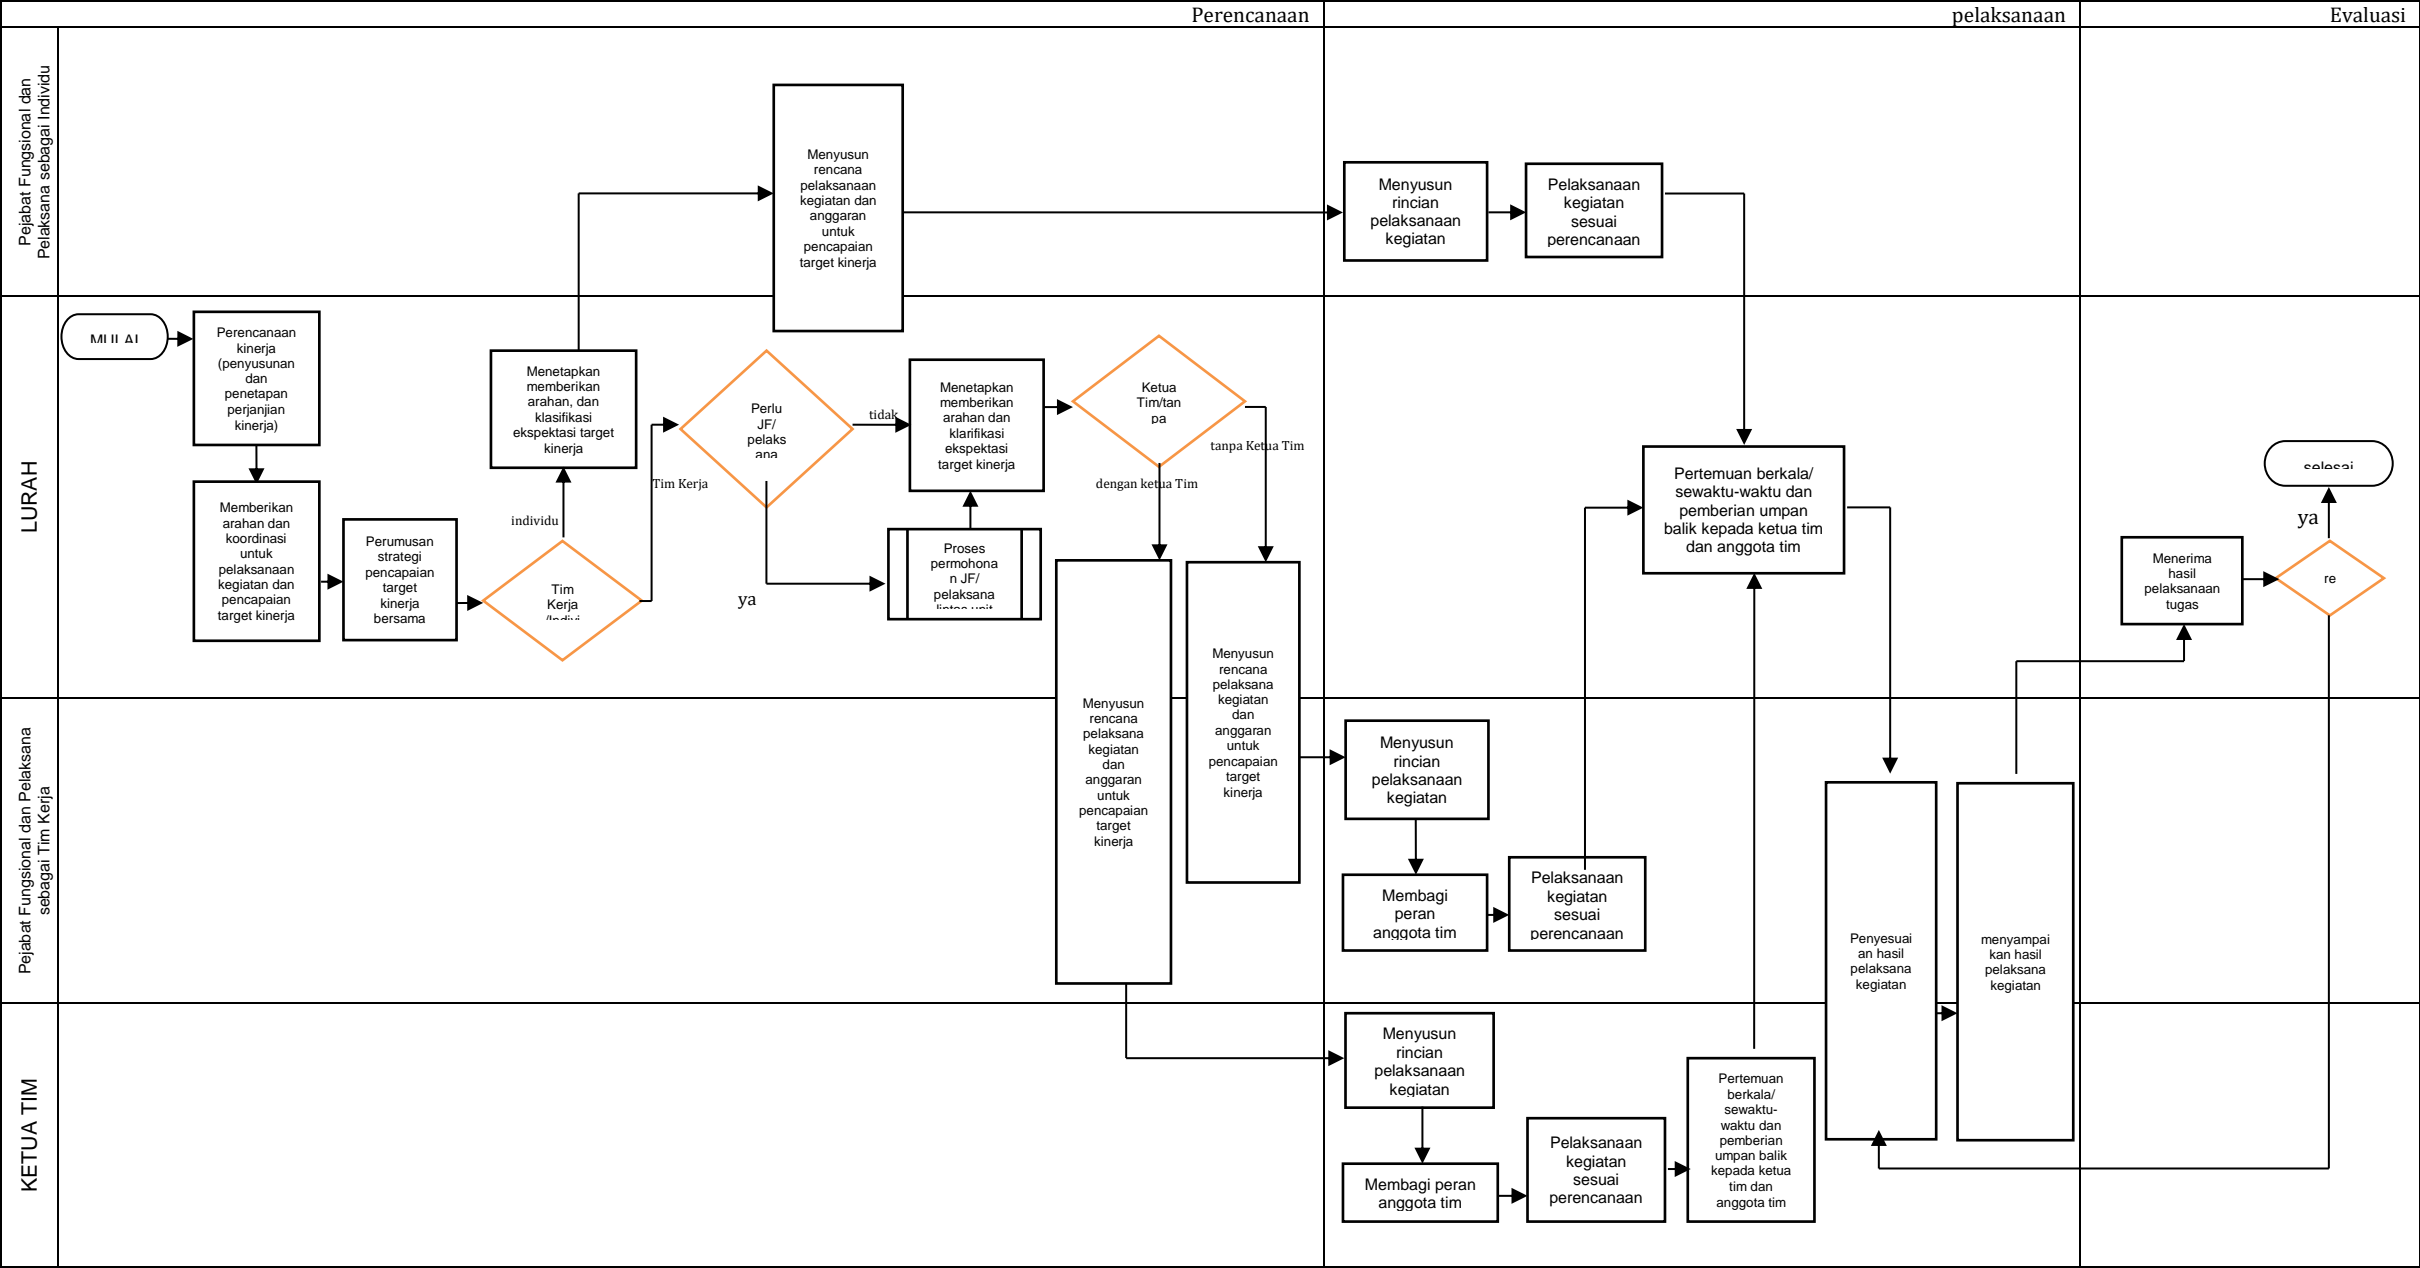 Perencanaan
pelaksanaan
Evaluasi
Pejabat Fungsional dan
Pelaksana sebagai Individu
Menyusun
rencana
pelaksanaan
kegiatan dan
anggaran
untuk
pencapaian
target kinerja
Menyusun
rincian
pelaksanaan
kegiatan
Pelaksanaan
kegiatan
sesuai
perencanaan
LURAH
MULAI
Perencanaan
kinerja
(penyusunan
dan
penetapan
perjanjian
kinerja)
Memberikan
arahan dan
koordinasi
untuk
pelaksanaan
kegiatan dan
pencapaian
target kinerja
Perumusan
strategi
pencapaian
target
kinerja
bersama
Menetapkan
memberikan
arahan, dan
klasifikasi
ekspektasi target
kinerja
individu
Tim
Kerja
/Indivi
Tim Kerja
Perlu
JF/
pelaks
ana
tidak
ya
Menetapkan
memberikan
arahan dan
klarifikasi
ekspektasi
target kinerja
Proses
permohona
n JF/
pelaksana
lintas unit
Ketua
Tim/tan
pa
tanpa Ketua Tim
dengan ketua Tim
Menyusun
rencana
pelaksana
kegiatan
dan
anggaran
untuk
pencapaian
target
kinerja
Menyusun
rencana
pelaksana
kegiatan
dan
anggaran
untuk
pencapaian
target
kinerja
Pertemuan berkala/
sewaktu-waktu dan
pemberian umpan
balik kepada ketua tim
dan anggota tim
Menerima
hasil
pelaksanaan
tugas
selesai
ya
re
Pejabat Fungsional dan Pelaksana
sebagai Tim Kerja
Menyusun
rincian
pelaksanaan
kegiatan
Membagi
peran
anggota tim
Pelaksanaan
kegiatan
sesuai
perencanaan
Penyesuai
an hasil
pelaksana
kegiatan
menyampai
kan hasil
pelaksana
kegiatan
KETUA TIM
Menyusun
rincian
pelaksanaan
kegiatan
Membagi peran
anggota tim
Pelaksanaan
kegiatan
sesuai
perencanaan
Pertemuan
berkala/
sewaktu-
waktu dan
pemberian
umpan balik
kepada ketua
tim dan
anggota tim